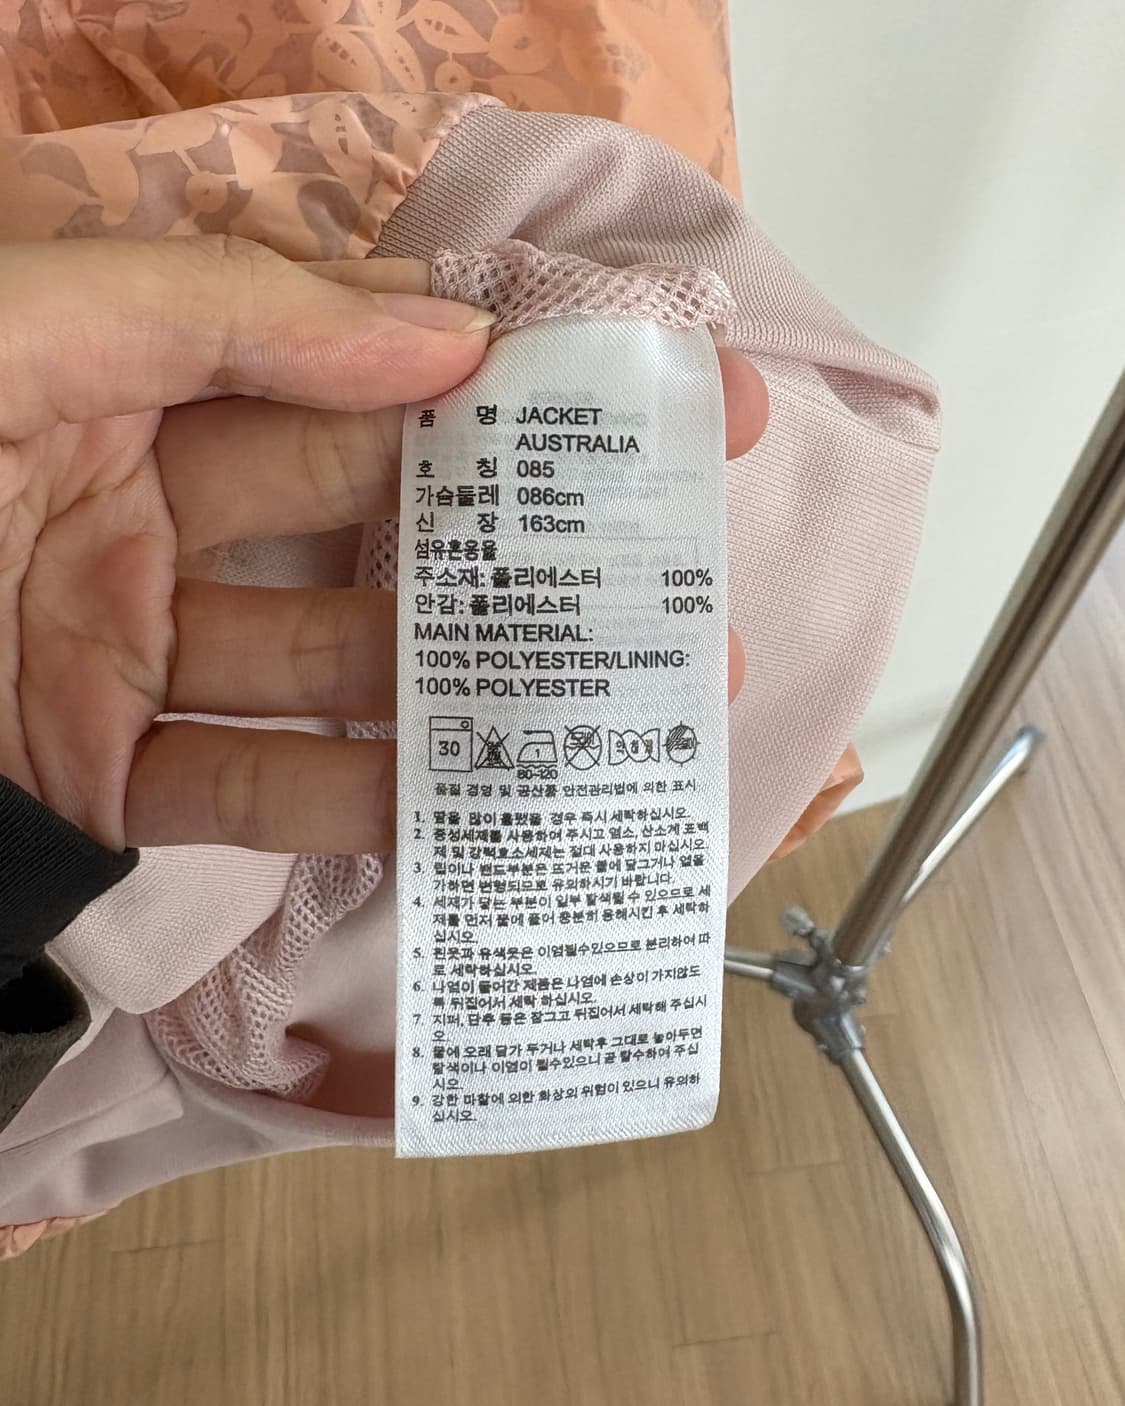 품 명 JACKET
AUSTRALIA
호 칭 085
가슴둘레 086cm
신 장 163cm
섬유혼용율
주소재: 폴리에스터 100%
안감: 폴리에스터 100%
MAIN MATERIAL:
100% POLYESTER/LINING:
100% POLYESTER
30
1
80~120
품질 경영 및 공산품 안전관리법에 의한 표시
1. 땀을 많이 흘렸을 경우 즉시 세탁하십시오.
2. 중성세제를 사용하여 주시고 염소, 산소계 표백
제 및 강력효소세제는 절대 사용하지 마십시오.
3. 립이나 밴드부분은 뜨거운 물에 담그거나 열을
가하면 변형되므로 유의하시기 바랍니다.
4. 세제가 닿는 부분이 일부 탈색될 수 있으므로 세
제를 먼저 물에 풀어 충분히 용해시킨 후 세탁하
십시오.
5. 흰옷과 유색옷은 이염될수있으므로 분리하여 따
로 세탁하십시오.
6. 나염이 들어간 제품은 나염에 손상이 가지않도
록 뒤집어서 세탁 하십시오.
7. 지퍼, 단추 등은 잠그고 뒤집어서 세탁해 주십시
오.
8. 물에 오래 담가 두거나 세탁후 그대로 놓아두면
탈색이나 이염이 될수있으니 곧 탈수하여 주십
시오.
9. 강한 마찰에 의한 화상의 위험이 있으니 유의하
십시오.